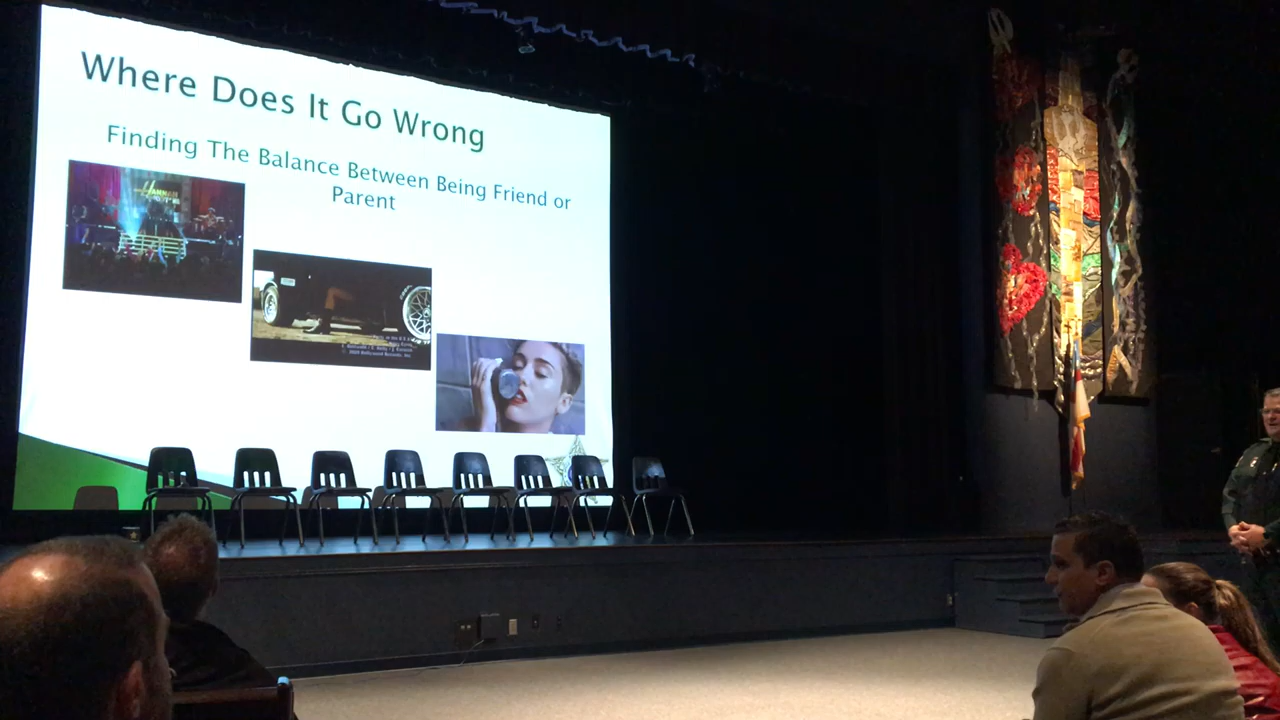 Where Does It Go Wrong
Finding The Balance Between Being Friend or
Parent